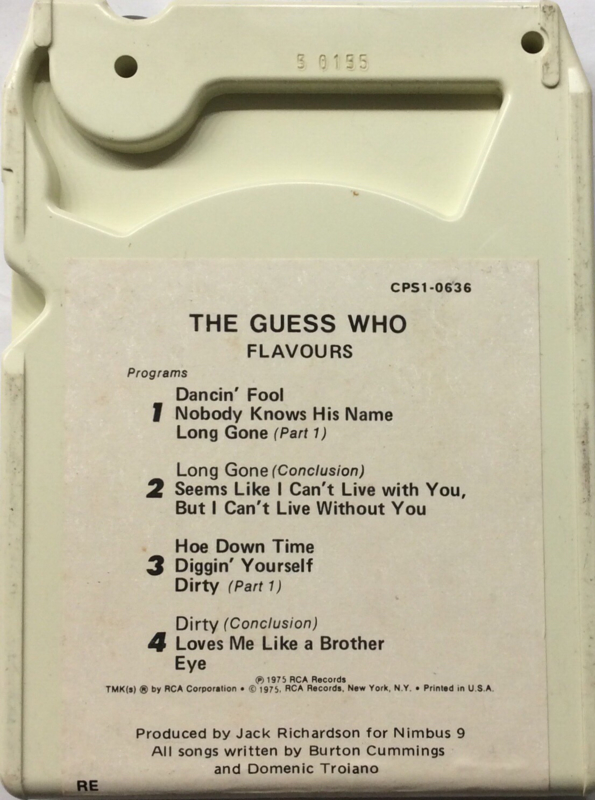 5 0195
CPS1-0636
THE GUESS WHO
FLAVOURS
Programs
Dancin' Fool
1 Nobody Knows His Name
Long Gone (Part 1)
Long Gone (Conclusion)
2 Seems Like I Can't Live with You,
But I Can't Live Without You
Hoe Down Time
3 Diggin' Yourself
Dirty (Part 1)
Dirty (Conclusion)
4 Loves Me Like a Brother
Eye
℗ 1975 RCA Records
TMK(s) ® by RCA Corporation • © 1975, RCA Records, New York, N.Y. • Printed in U.S.A.
Produced by Jack Richardson for Nimbus 9
All songs written by Burton Cummings
and Domenic Troiano
RE